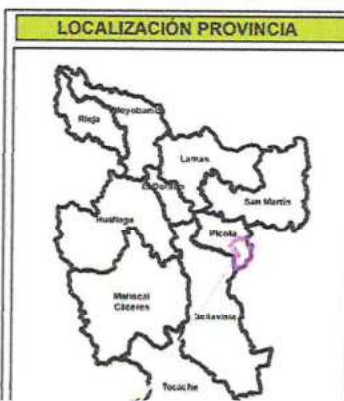 LOCALIZACIÓN PROVINCIA
Rioja
Moyobamba
Lamas
El Dorado
San Martín
Huallaga
Picota
Mariscal
Cáceres
Bellavista
Tocache